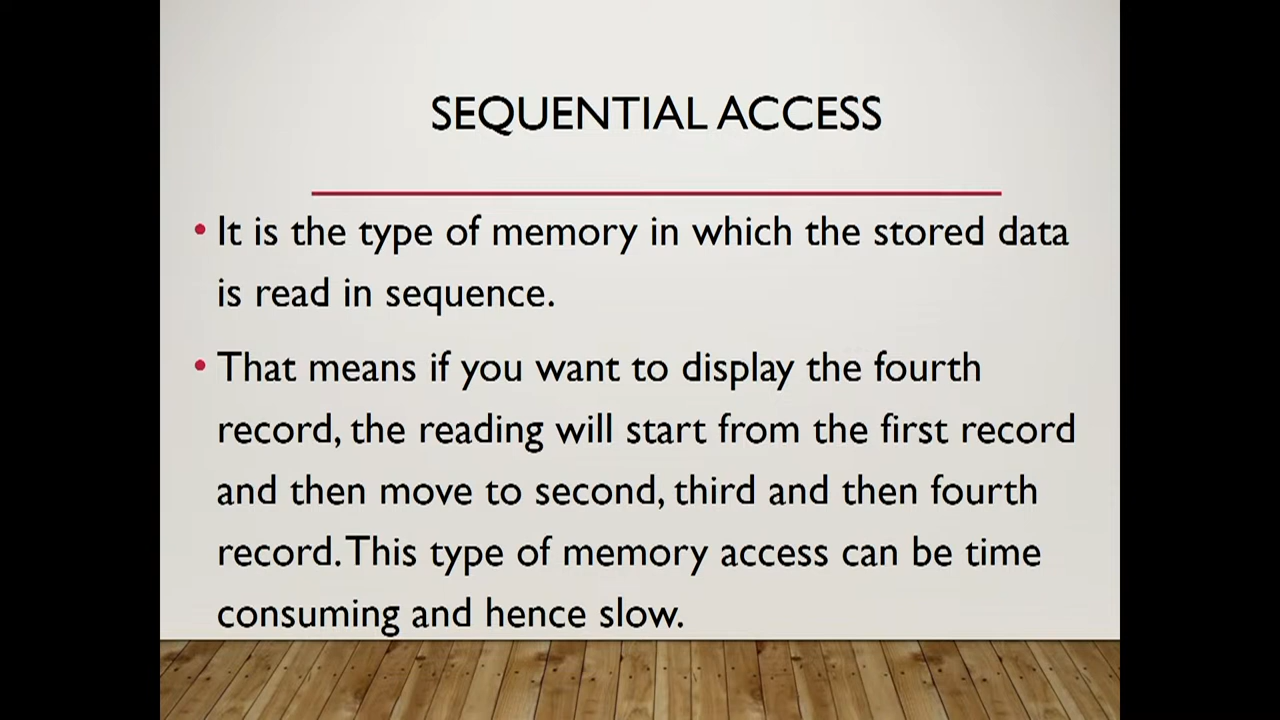 SEQUENTIAL ACCESS
• It is the type of memory in which the stored data
is read in sequence.
• That means if you want to display the fourth
record, the reading will start from the first record
and then move to second, third and then fourth
record. This type of memory access can be time
consuming and hence slow.